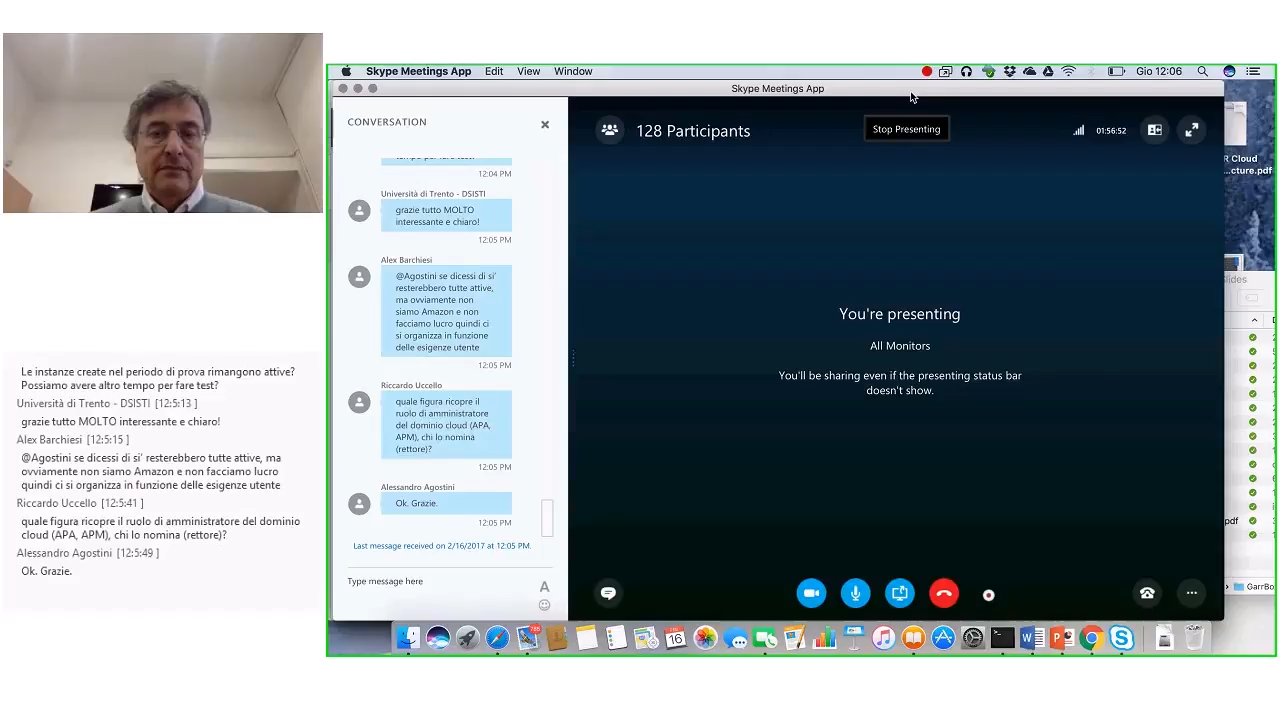 Skype Meetings App Edit View Window
Gio 12:06
Skype Meetings App
CONVERSATION
128 Participants
Stop Presenting
01:56:52
12:04 PM
Università di Trento - DSISTI
grazie tutto MOLTO
interessante e chiaro!
12:05 PM
Alex Barchiesi
@Agostini se dicessi di si'
resterebbero tutte attive,
ma ovviamente non
siamo Amazon e non
facciamo lucro quindi ci
si organizza in funzione
delle esigenze utente
12:05 PM
Riccardo Uccello
quale figura ricopre il
ruolo di amministratore
del dominio cloud (APA,
APM), chi lo nomina
(rettore)?
12:05 PM
Alessandro Agostini
Ok. Grazie.
12:05 PM
Last message received on 2/16/2017 at 12:05 PM.
Type message here
A
You're presenting
All Monitors
You'll be sharing even if the presenting status bar
doesn't show.
R Cloud
...cture.pdf
lides
pdf
GarrBo
16
Le instanze create nel periodo di prova rimangono attive?
Possiamo avere altro tempo per fare test?
Università di Trento - DSISTI [12:5:13 ]
grazie tutto MOLTO interessante e chiaro!
Alex Barchiesi [12:5:15 ]
@Agostini se dicessi di si' resterebbero tutte attive, ma
ovviamente non siamo Amazon e non facciamo lucro
quindi ci si organizza in funzione delle esigenze utente
Riccardo Uccello [12:5:41 ]
quale figura ricopre il ruolo di amministratore del dominio
cloud (APA, APM), chi lo nomina (rettore)?
Alessandro Agostini [12:5:49 ]
Ok. Grazie.